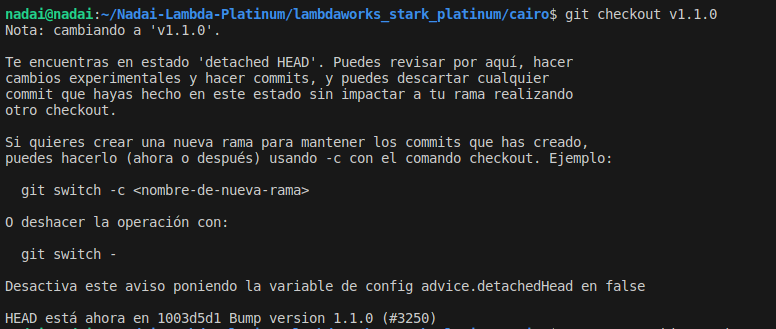 nadai@nadai:~/Nadai-Lambda-Platinum/lambdaworks_stark_platinum/cairo$ git checkout v1.1.0
Nota: cambiando a 'v1.1.0'.
Te encuentras en estado 'detached HEAD'. Puedes revisar por aquí, hacer
cambios experimentales y hacer commits, y puedes descartar cualquier
commit que hayas hecho en este estado sin impactar a tu rama realizando
otro checkout.
Si quieres crear una nueva rama para mantener los commits que has creado,
puedes hacerlo (ahora o después) usando -c con el comando checkout. Ejemplo:
git switch -c <nombre-de-nueva-rama>
O deshacer la operación con:
git switch -
Desactiva este aviso poniendo la variable de config advice.detachedHead en false
HEAD está ahora en 1003d5d1 Bump version 1.1.0 (#3250)